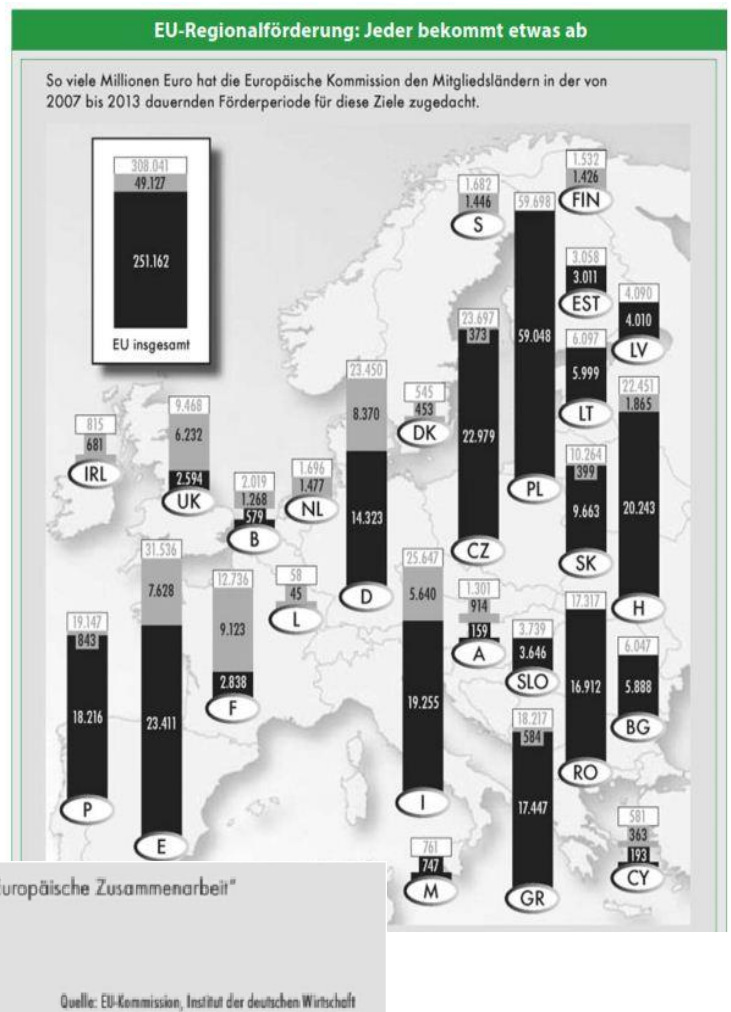 EU-Regionalförderung: Jeder bekommt etwas ab
So viele Millionen Euro hat die Europäische Kommission den Mitgliedsländern in der von
2007 bis 2013 dauernden Förderperiode für diese Ziele zugedacht.
308.041
49.127
251.162
EU insgesamt
1.532
1.426
FIN
1.682
1.446
S
59.698
59.048
PL
3.058
3.011
EST
4.090
4.010
LV
23.697
373
22.979
CZ
6.097
5.999
LT
23.450
8.370
14.323
D
545
453
DK
22.451
1.865
20.243
H
815
681
IRL
9.468
6.232
2.594
UK
2.019
1.268
579
B
1.696
1.477
NL
10.264
399
9.663
SK
31.536
7.628
23.411
E
12.736
9.123
2.838
F
58
45
L
25.647
5.640
19.255
I
1.301
914
159
A
3.739
3.646
SLO
17.317
16.912
RO
6.047
5.888
BG
19.147
843
18.216
P
18.217
584
17.447
GR
761
747
M
581
363
193
CY
uropäische Zusammenarbeit"
Quelle: EU-Kommission, Institut der deutschen Wirtschaft